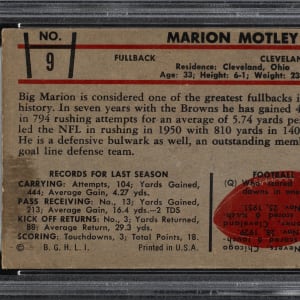 NO.
9
MARION MOTLEY
FULLBACK CLEVELA
Residence: Cleveland, Ohio
Age: 33; Height: 6-1; Weight: 23
Big Marion is considered one of the greatest fullbacks i
history. In seven years with the Browns he has gained 4
in 794 rushing attempts for an average of 5.74 yards pe
led the NFL in rushing in 1950 with 810 yards in 140
He is a defensive bulwark as well, an outstanding mem
goal line defense team.
RECORDS FOR LAST SEASON
CARRYING: Attempts, 104; Yards Gained,
444; Average Gain, 4.27 yds.
PASS RECEIVING: No., 13; Yards Gained,
213; Average Gain, 16.4 yds.—2 TDS
KICK OFF RETURNS: No., 3; Yards Returned,
88; Average Return, 29.3 yds.
SCORING: Touchdowns, 3; Total Points, 18.
© B. G. H. L. I. Printed in U.S.A.
FOOTBALL
(Q) Who